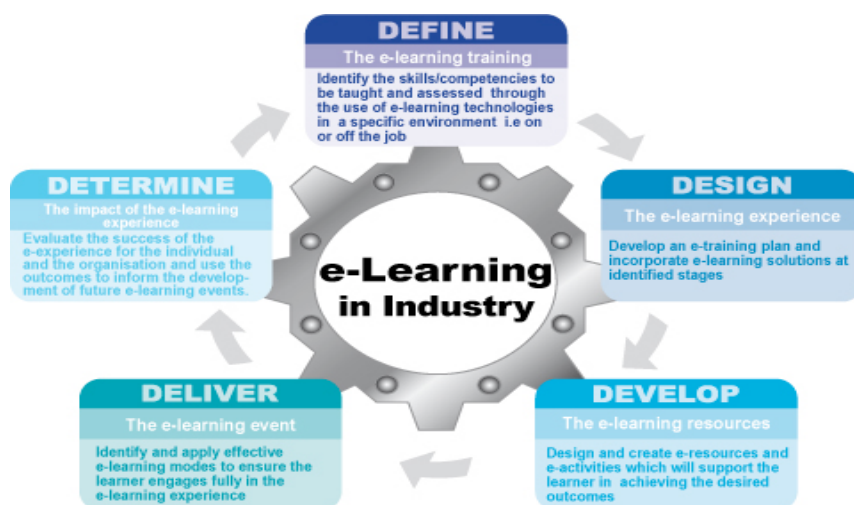 DEFINE
The e-learning training
Identify the skills/competencies to
be taught and assessed through
the use of e-learning technologies
in a specific environment i.e on
or off the job
DESIGN
The e-learning experience
Develop an e-training plan and
incorporate e-learning solutions at
identified stages
DEVELOP
The e-learning resources
Design and create e-resources and
e-activities which will support the
learner in achieving the desired
outcomes
DELIVER
The e-learning event
Identify and apply effective
e-learning modes to ensure the
learner engages fully in the
e-learning experience
DETERMINE
The impact of the e-learning
experience
Evaluate the success of the
e-experience for the individual
and the organisation and use the
outcomes to inform the develop-
ment of future e-learning events.
e-Learning
in Industry